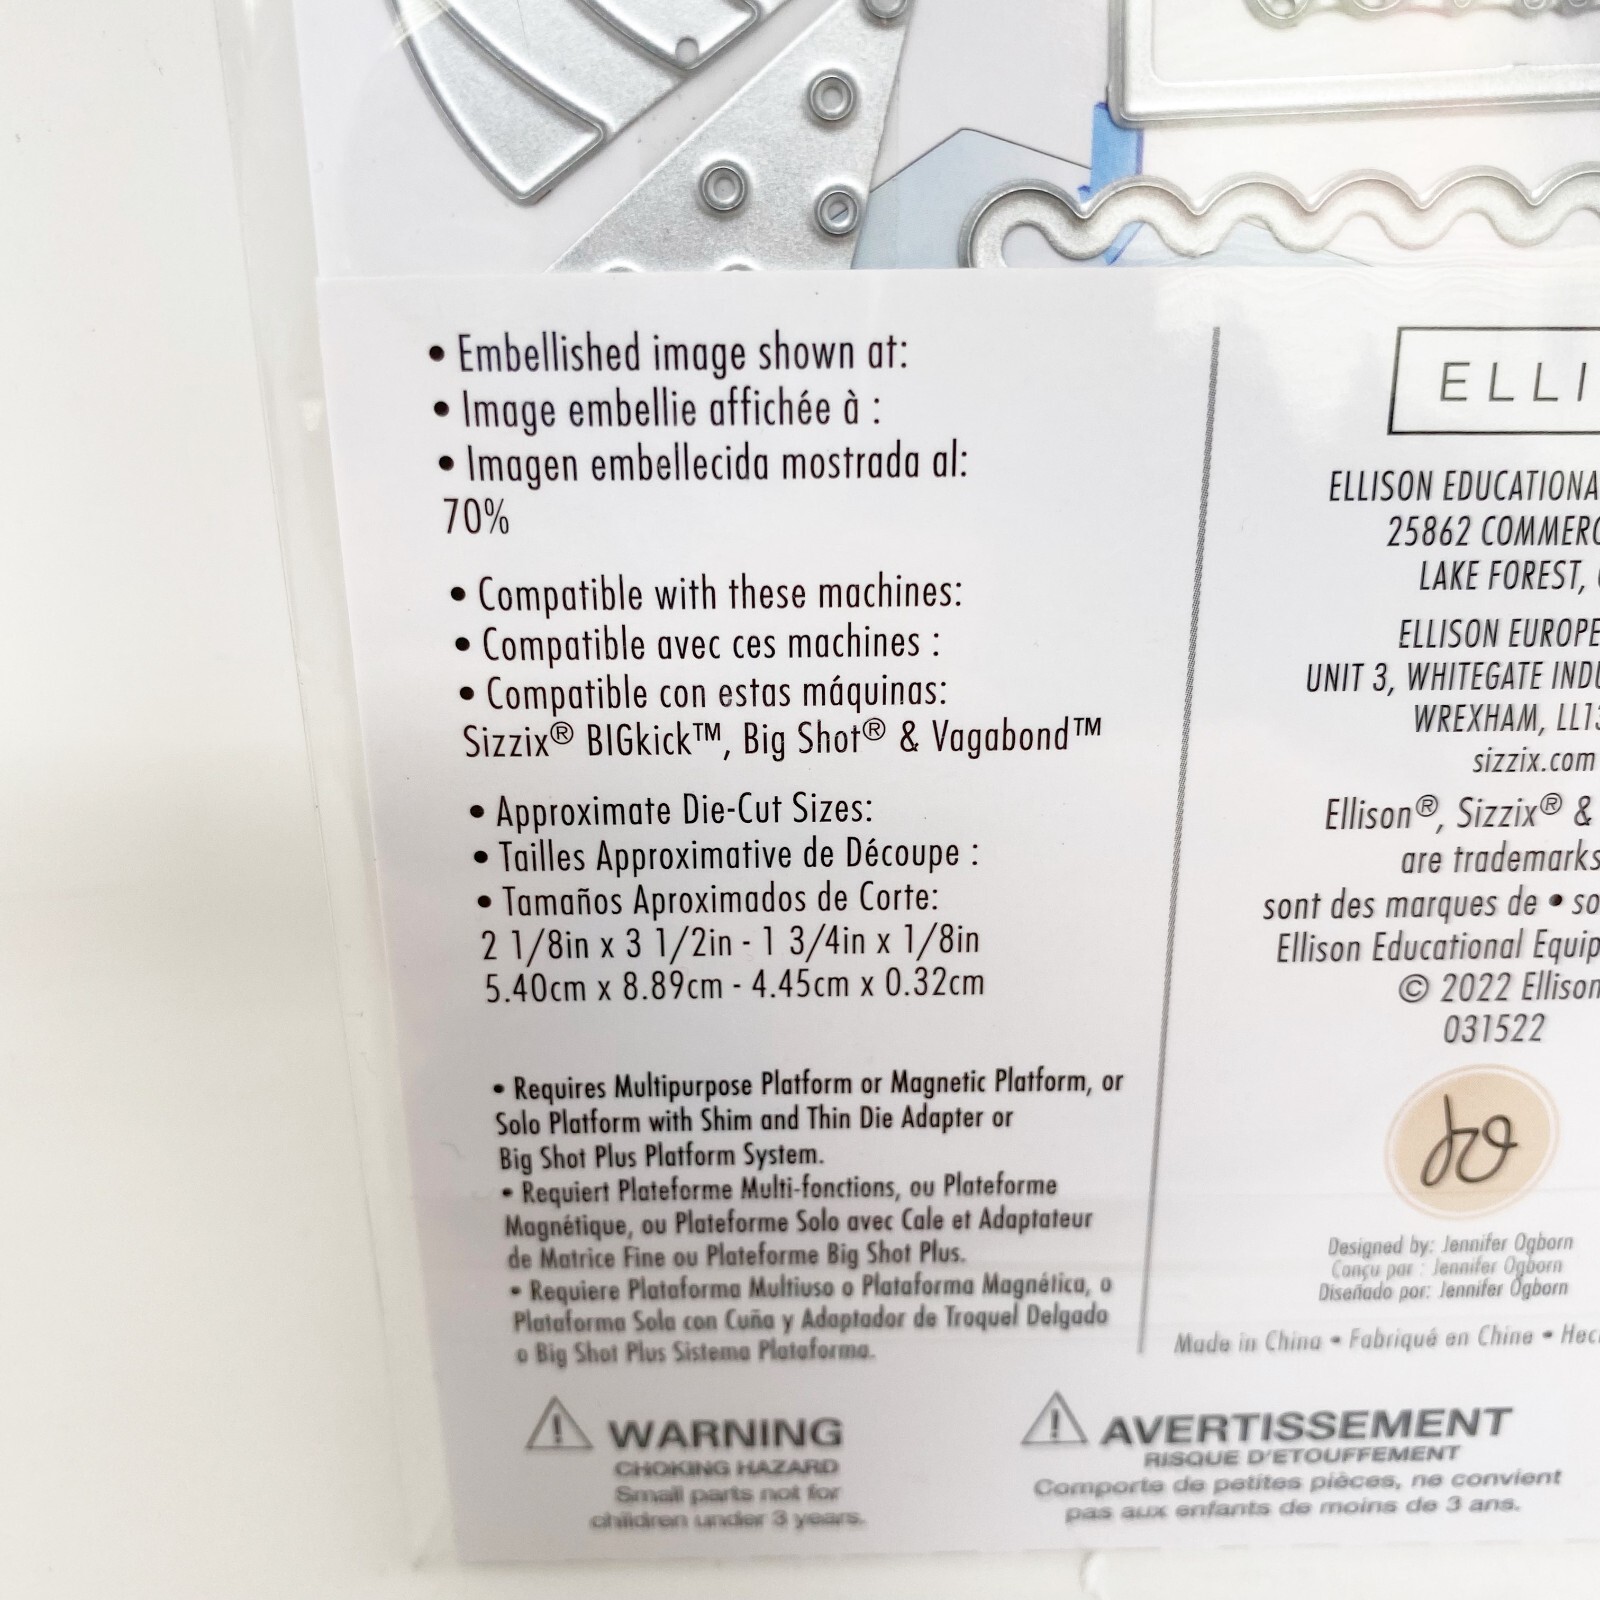 • Embellished image shown at:
• Image embellie affichée à :
• Imagen embellecida mostrada al:
70%
• Compatible with these machines:
• Compatible avec ces machines :
• Compatible con estas máquinas:
Sizzix® BIGkick™, Big Shot® & Vagabond™
• Approximate Die-Cut Sizes:
• Tailles Approximative de Découpe :
• Tamaños Aproximados de Corte:
2 1/8in x 3 1/2in - 1 3/4in x 1/8in
5.40cm x 8.89cm - 4.45cm x 0.32cm
• Requires Multipurpose Platform or Magnetic Platform, or
Solo Platform with Shim and Thin Die Adapter or
Big Shot Plus Platform System.
• Requiert Plateforme Multi-fonctions, ou Plateforme
Magnétique, ou Plateforme Solo avec Cale et Adaptateur
de Matrice Fine ou Plateforme Big Shot Plus.
• Requiere Plataforma Multiuso o Plataforma Magnética, o
Plataforma Sola con Cuña y Adaptador de Troquel Delgado
o Big Shot Plus Sistema Plataforma.
ELLI
ELLISON EDUCATIONA
25862 COMMERC
LAKE FOREST,
ELLISON EUROPE
UNIT 3, WHITEGATE INDU
WREXHAM, LL13
sizzix.com
Ellison®, Sizzix® &
are trademarks
sont des marques de • so
Ellison Educational Equip
© 2022 Ellison
031522
jo
Designed by: Jennifer Ogborn
Conçu par : Jennifer Ogborn
Diseñado por: Jennifer Ogborn
Made in China • Fabriqué en Chine • Hec
WARNING
CHOKING HAZARD
Small parts not for
children under 3 years.
AVERTISSEMENT
RISQUE D'ETOUFFEMENT
Comporte de petites pièces, ne convient
pas aux enfants de moins de 3 ans.